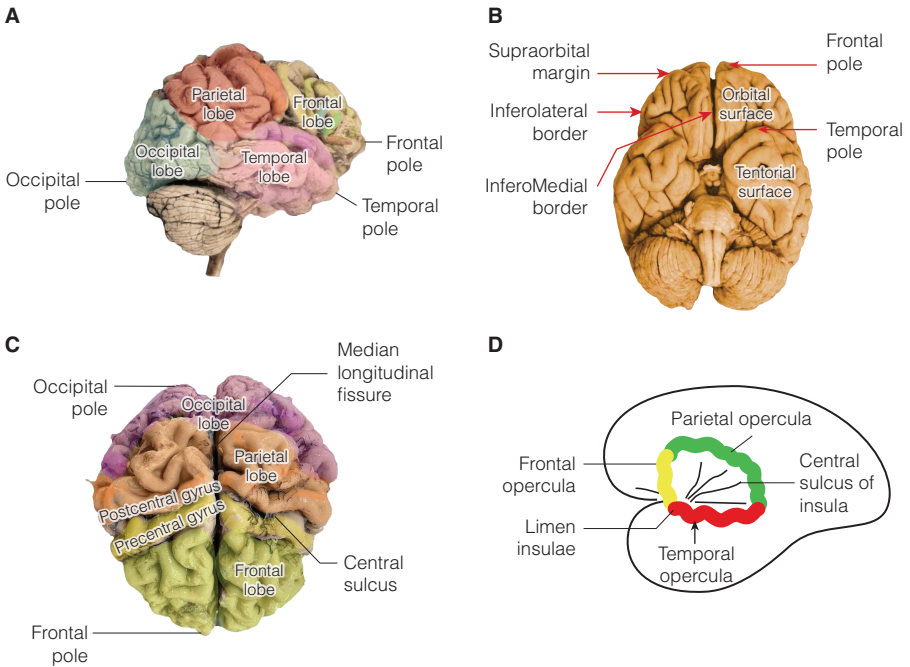 A
Parietal
lobe
Frontal
lobe
Occipital
lobe
Temporal
lobe
Frontal
pole
Occipital
pole
Temporal
pole
B
Supraorbital
margin
Frontal
pole
Orbital
surface
Inferolateral
border
Temporal
pole
Tentorial
surface
InferoMedial
border
C
Median
longitudinal
fissure
Occipital
pole
Occipital
lobe
Parietal
lobe
Postcentral gyrus
Precentral gyrus
Central
sulcus
Frontal
lobe
Frontal
pole
D
Parietal opercula
Frontal
opercula
Central
sulcus of
insula
Limen
insulae
Temporal
opercula